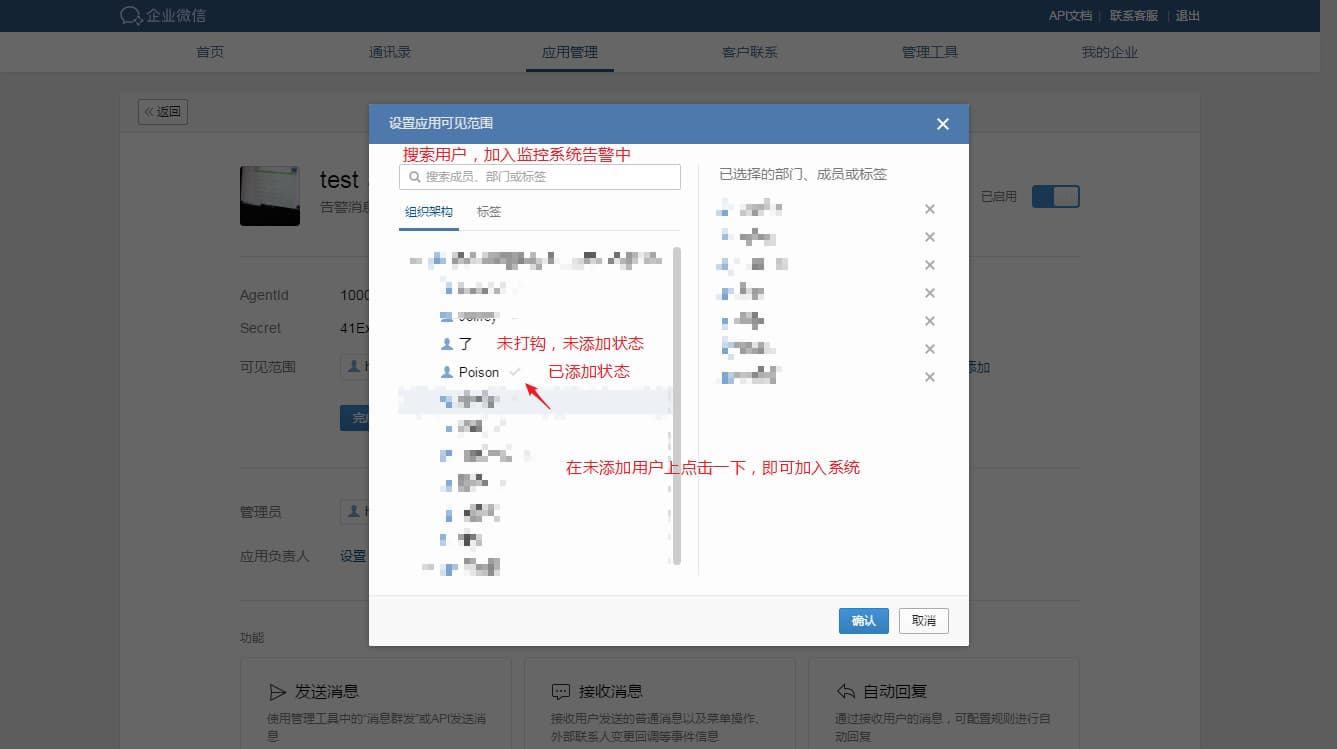 企业微信
API文档 | 联系客服 | 退出
首页 通讯录 应用管理 客户联系 管理工具 我的企业
«返回
设置应用可见范围 ×
搜索用户，加入监控系统告警中
搜索成员、部门或标签
已选择的部门、成员或标签
test
告警消息
已启用
组织架构 标签
AgentId 1000
Secret 41Ex
了 未打钩，未添加状态
可见范围
添加
Poison 已添加状态
在未添加用户上点击一下，即可加入系统
管理员
应用负责人 设置
确认 取消
功能
发送消息
使用管理工具中的“消息群发”或API发送消息
接收消息
接收用户发送的普通消息以及菜单操作、
外部联系人变更回调等事件信息
自动回复
通过接收用户的消息，可配置规则进行自
动回复